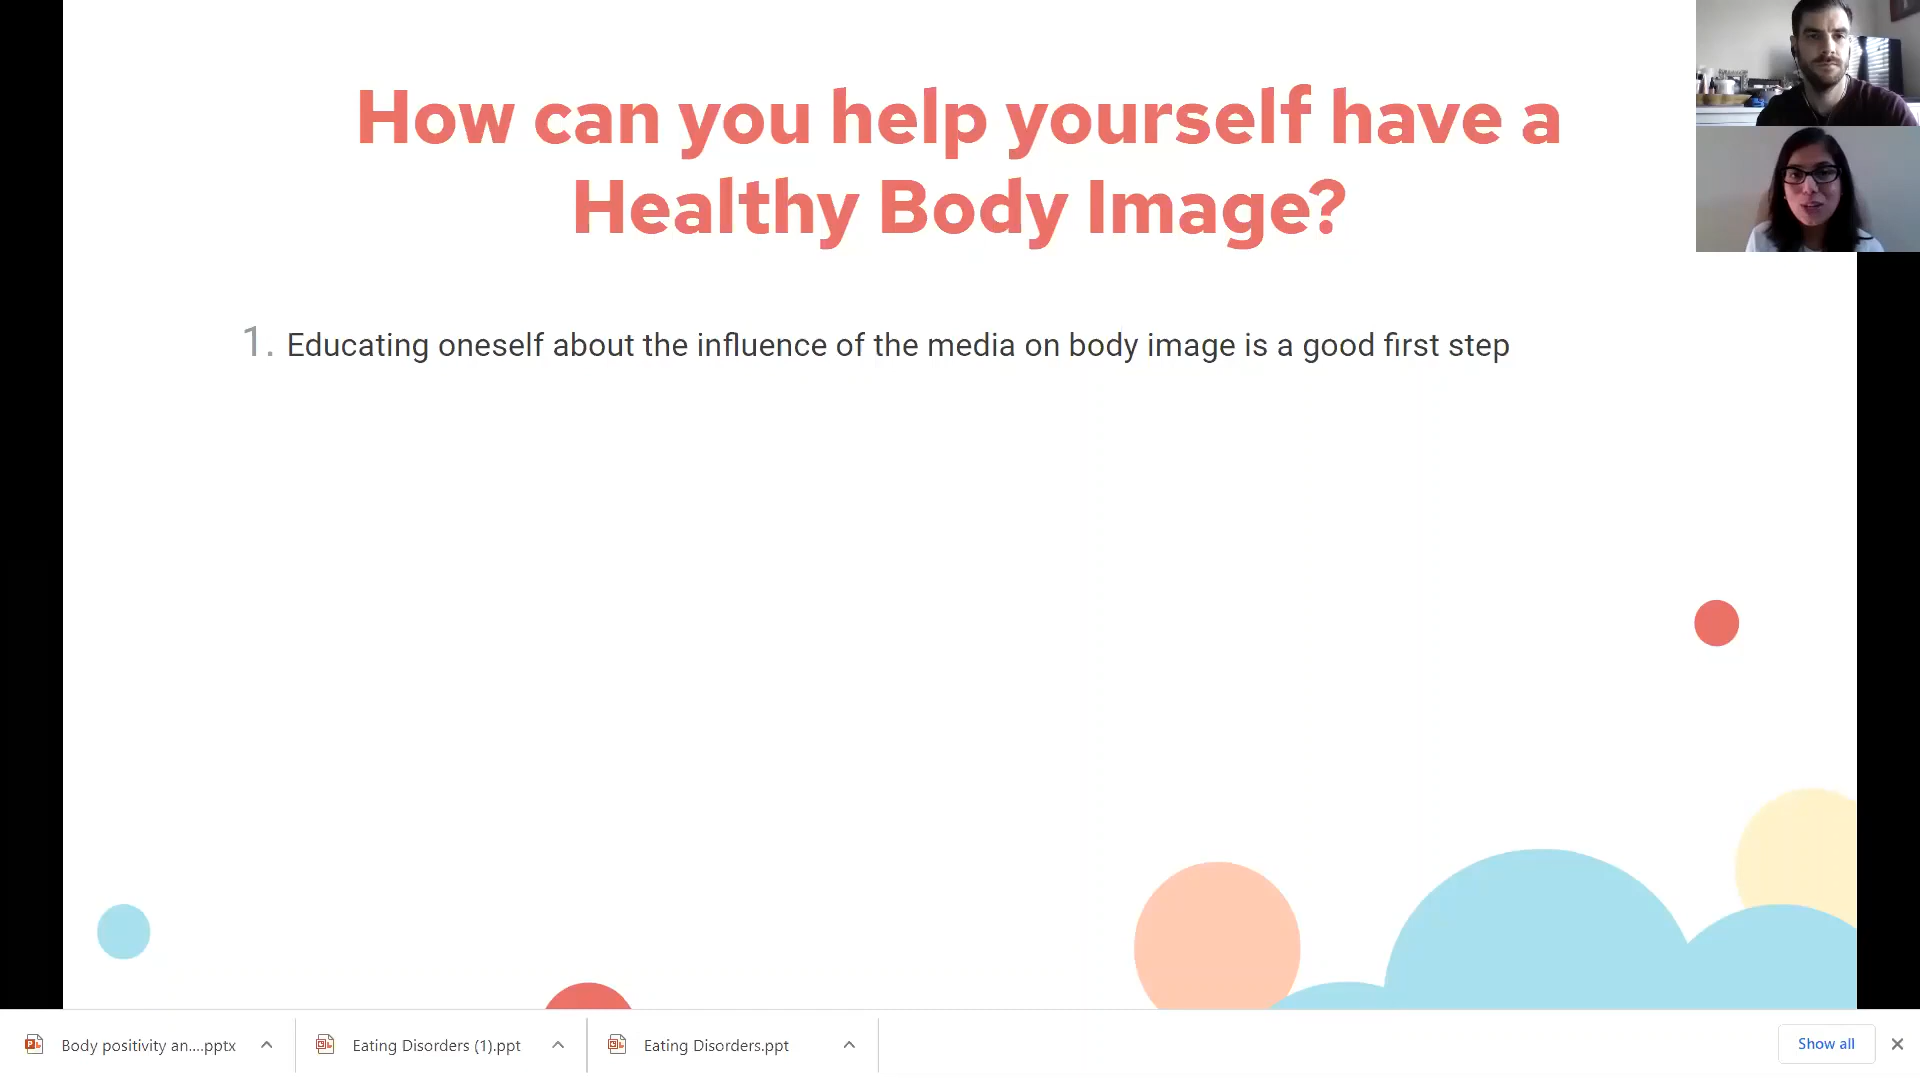 How can you help yourself have a
Healthy Body Image?
1. Educating oneself about the influence of the media on body image is a good first step
Body positivity an....pptx
Eating Disorders (1).ppt
Eating Disorders.ppt
Show all